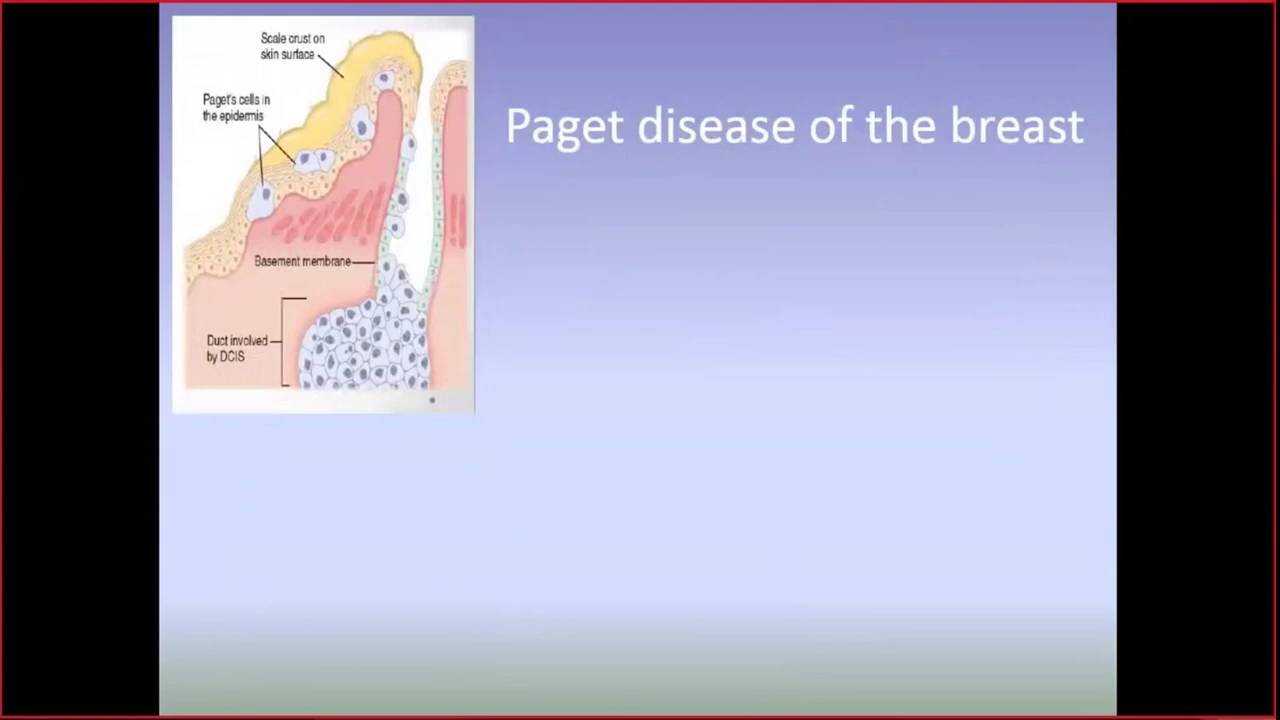 Scale crust on
skin surface
Paget's cells in
the epidermis
Paget disease of the breast
Basement membrane
Duct involved
by DCIS